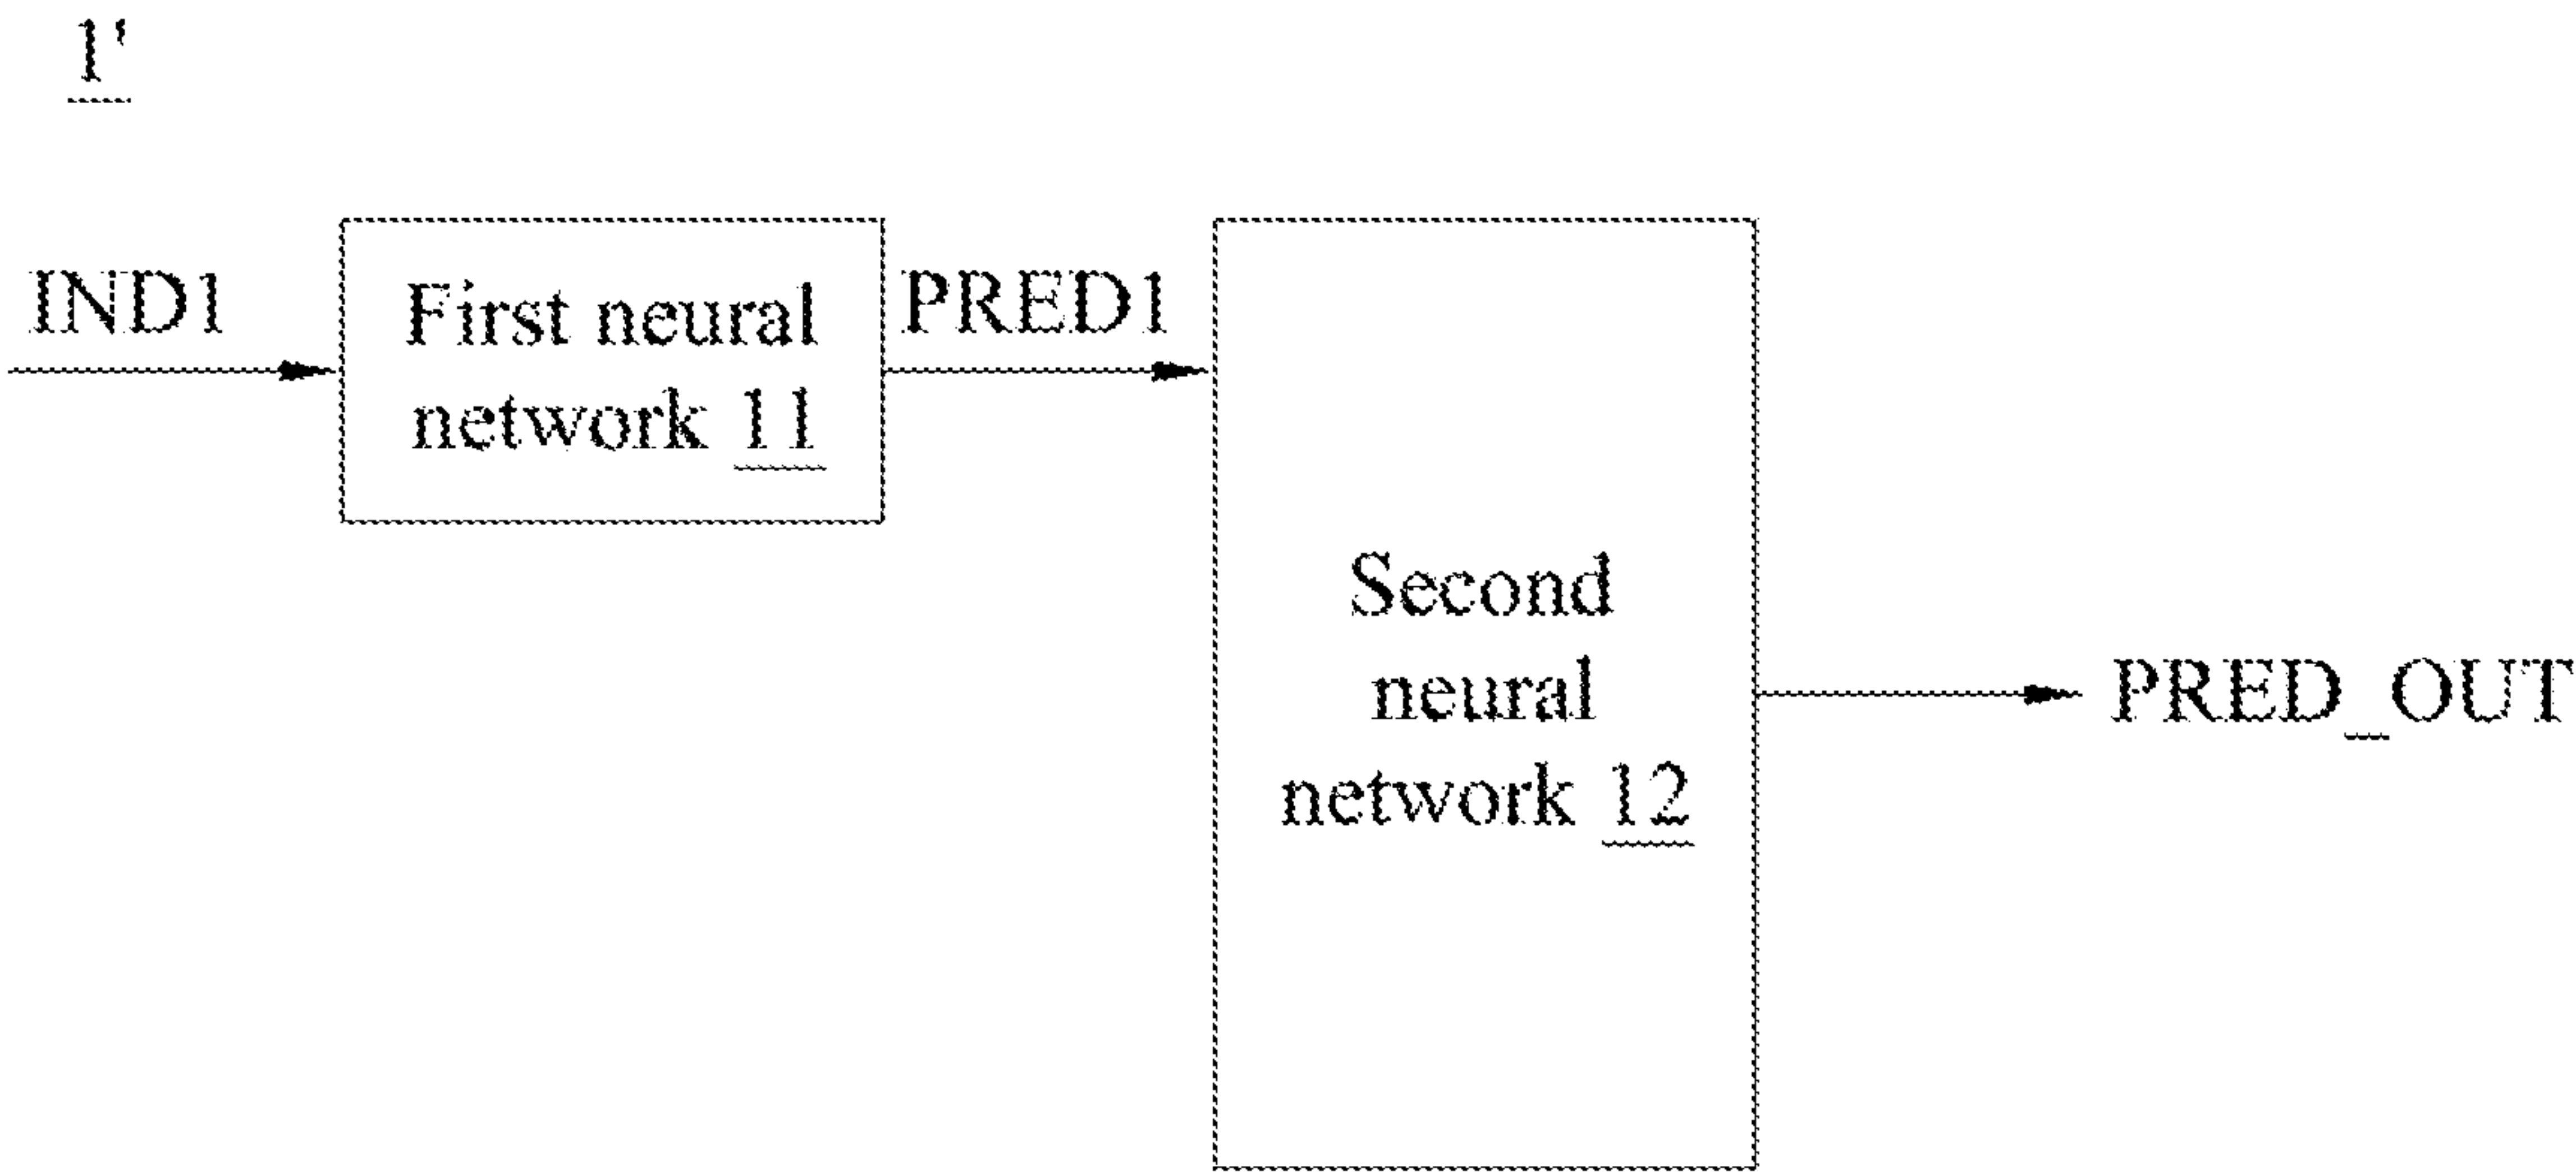 1'
IND1
First neural
network 11
PRED1
Second
neural
network 12
PRED_OUT